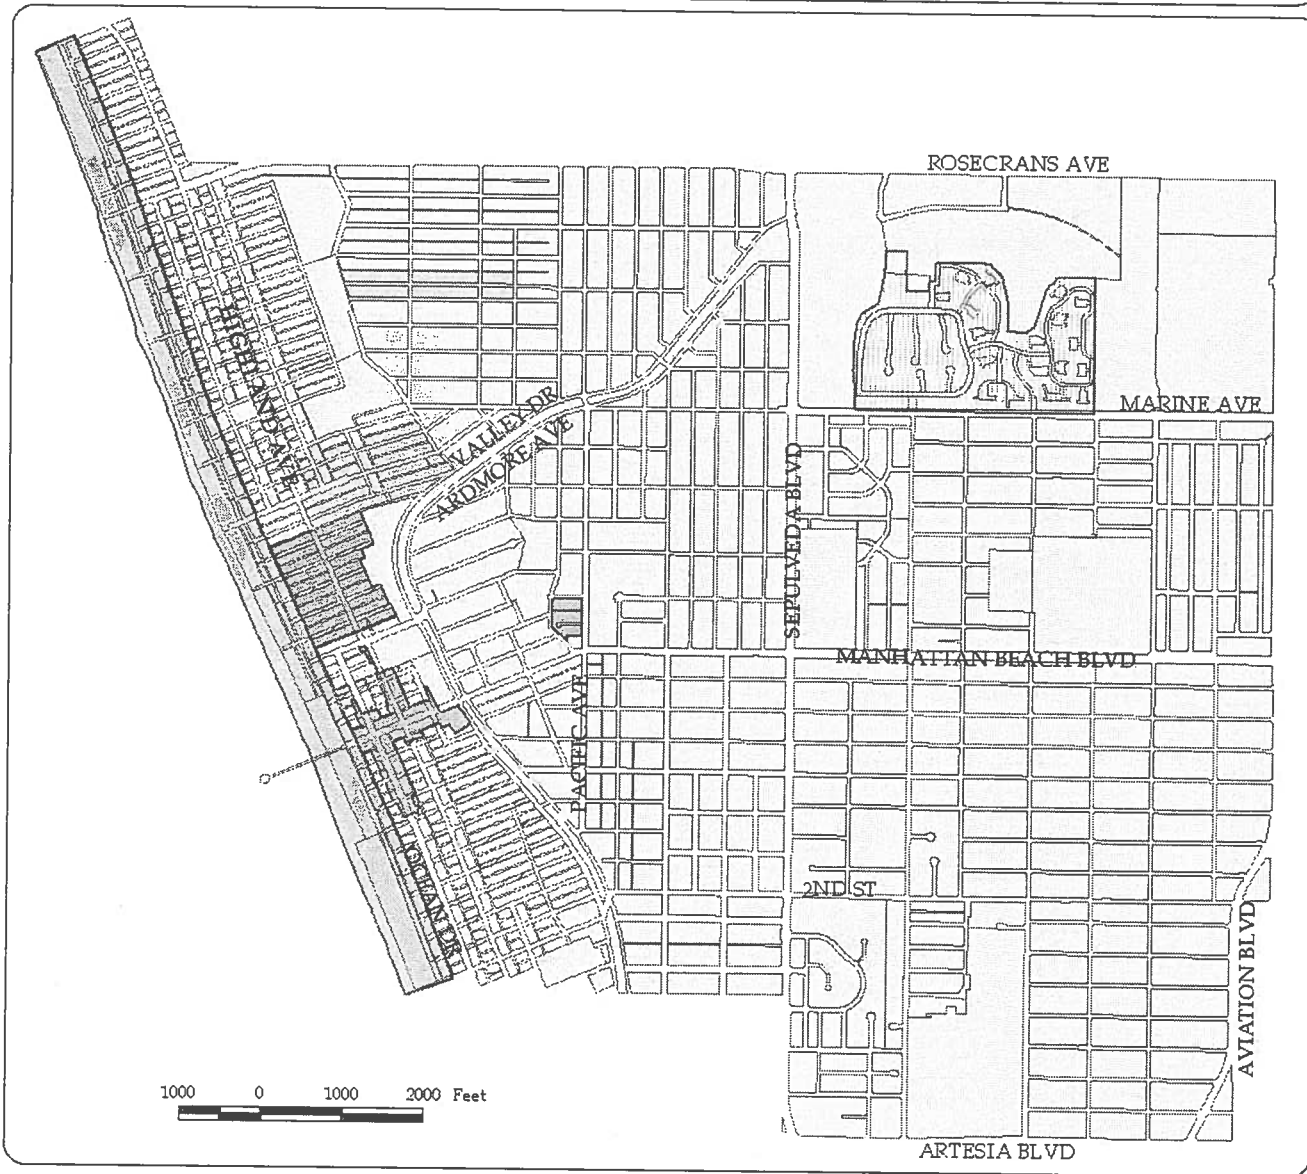 ROSECRANS AVE
HIGHLAND AVE
MARINE AVE
VALLEY DR
ARDMORE AVE
SEPULVEDA BLVD
MANHATTAN BEACH BLVD
PACIFIC AVE
OCEAN DR
2ND ST
AVIATION BLVD
1000 0 1000 2000 Feet
ARTESIA BLVD